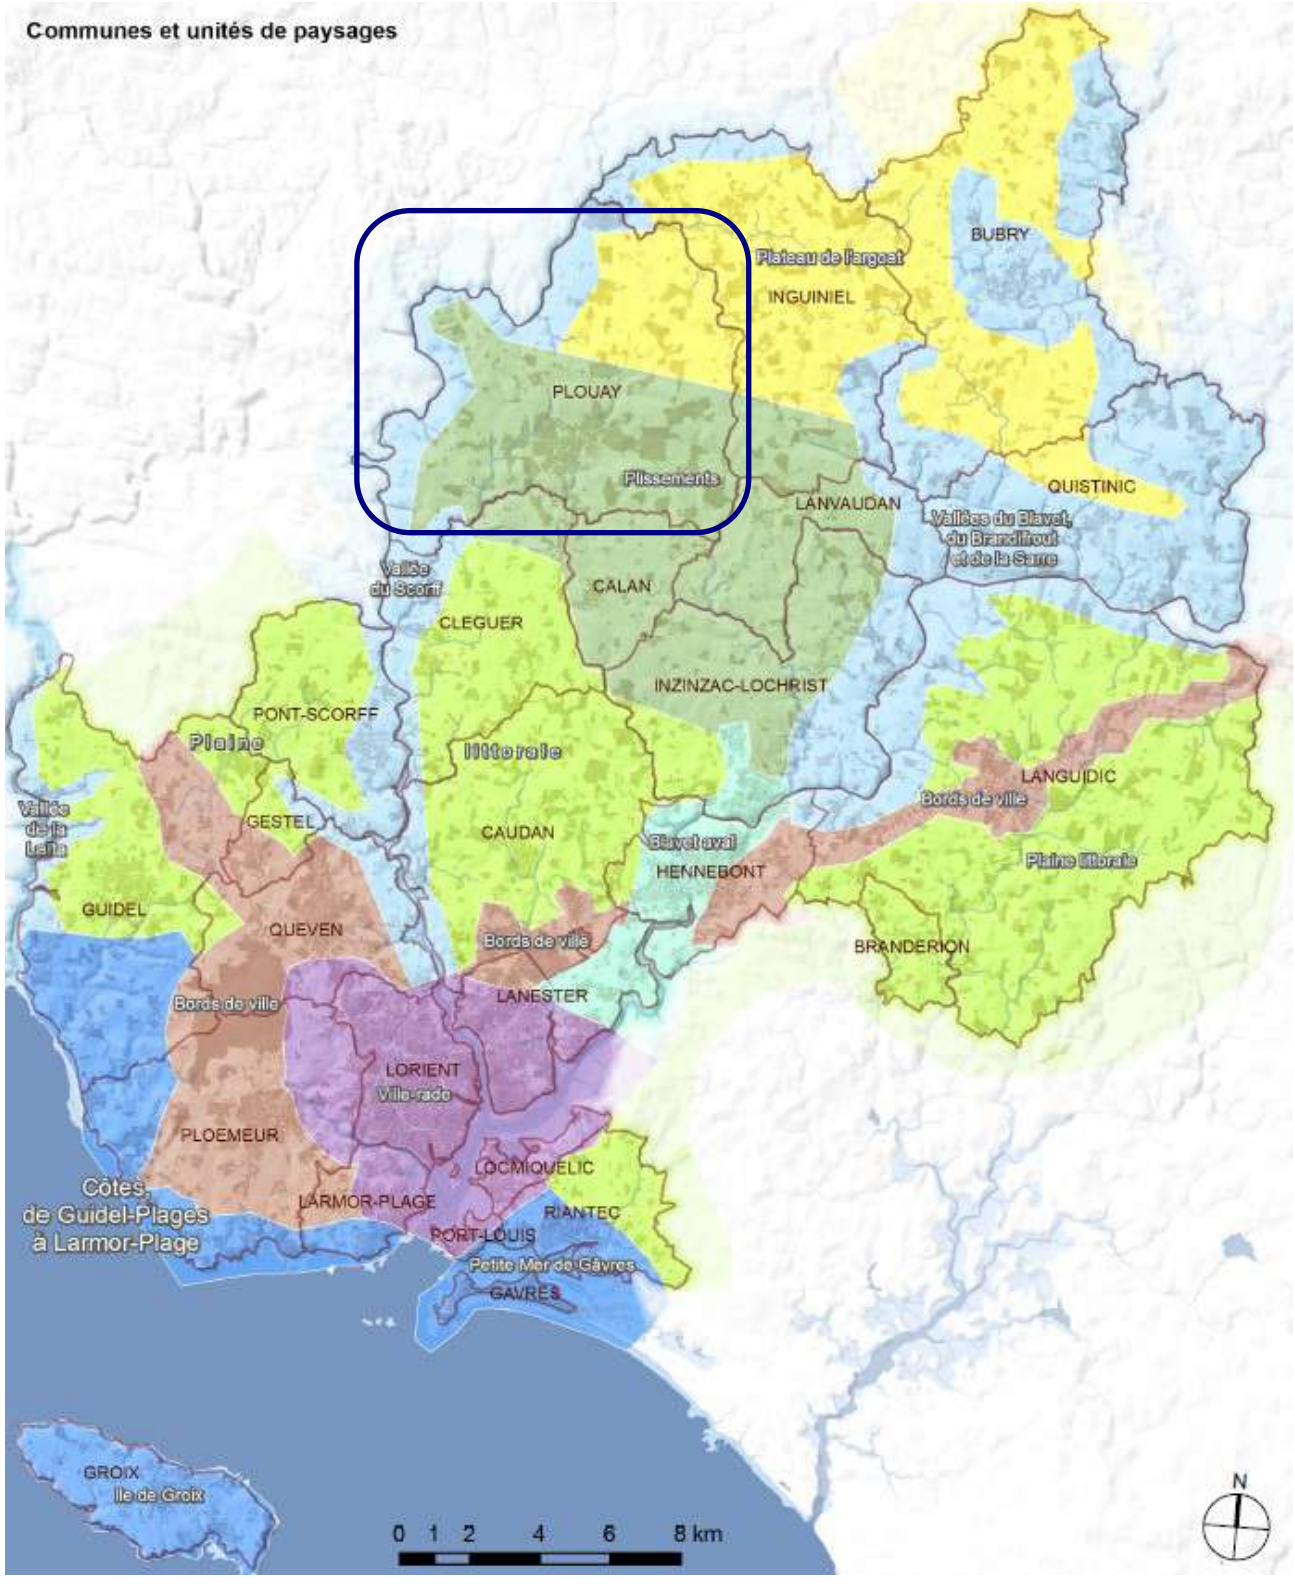 Communes et unités de paysages
BUBRY
Plateau de l'argoat
INGUINIEL
PLOUAY
Plissements
QUISTINIC
LANVAUDAN
Vallées du Blavet,
du Brandifrout
et de la Sarre
Vallée
du Scorff
CALAN
CLEGUER
INZINZAC-LOCHRIST
PONT-SCORFF
Plaine
littorale
LANGUIDIC
Bords de ville
Vallée
de la
Laïta
GESTEL
CAUDAN
Blavet aval
HENNEBONT
Plaine littorale
GUIDEL
QUEVEN
Bords de ville
BRANDERION
LANESTER
Bords de ville
LORIENT
Ville-rade
PLOEMEUR
LOCMIQUELIC
Côtes,
de Guidel-Plages
à Larmor-Plage
LARMOR-PLAGE
RIANTEC
PORT-LOUIS
Petite Mer de Gâvres
GAVRES
GROIX
Ile de Groix
N
0 1 2 4 6 8 km